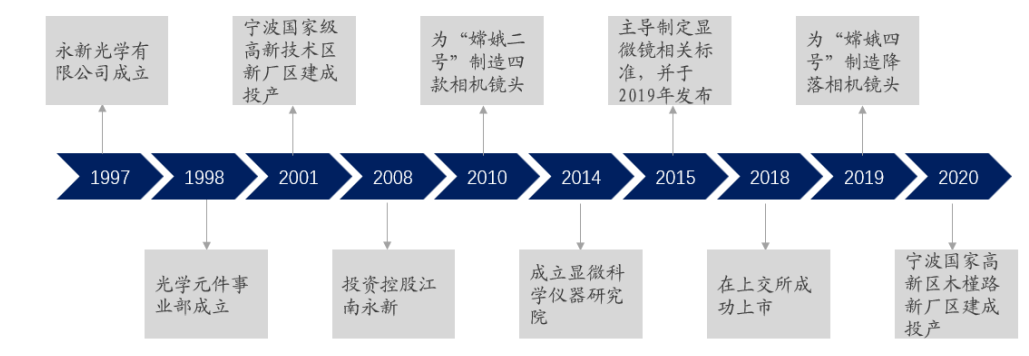 永新光学有
限公司成立
宁波国家级
高新技术区
新厂区建成
投产
为“嫦娥二
号”制造四
款相机镜头
主导制定显
微镜相关标
准，并于
2019年发布
为“嫦娥四
号”制造降
落相机镜头
1997
1998
2001
2008
2010
2014
2015
2018
2019
2020
光学元件事
业部成立
投资控股江
南永新
成立显微科
学仪器研究
院
在上交所成
功上市
宁波国家高
新区木槿路
新厂区建成
投产